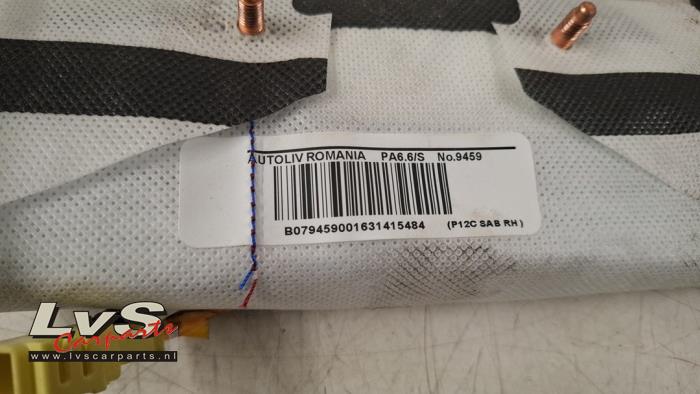 AUTOLIV ROMANIA PA6.6/S No.9459
B079459001631415484 (P12C SAB RH)
LvS
Carparts
www.lvscarparts.nl